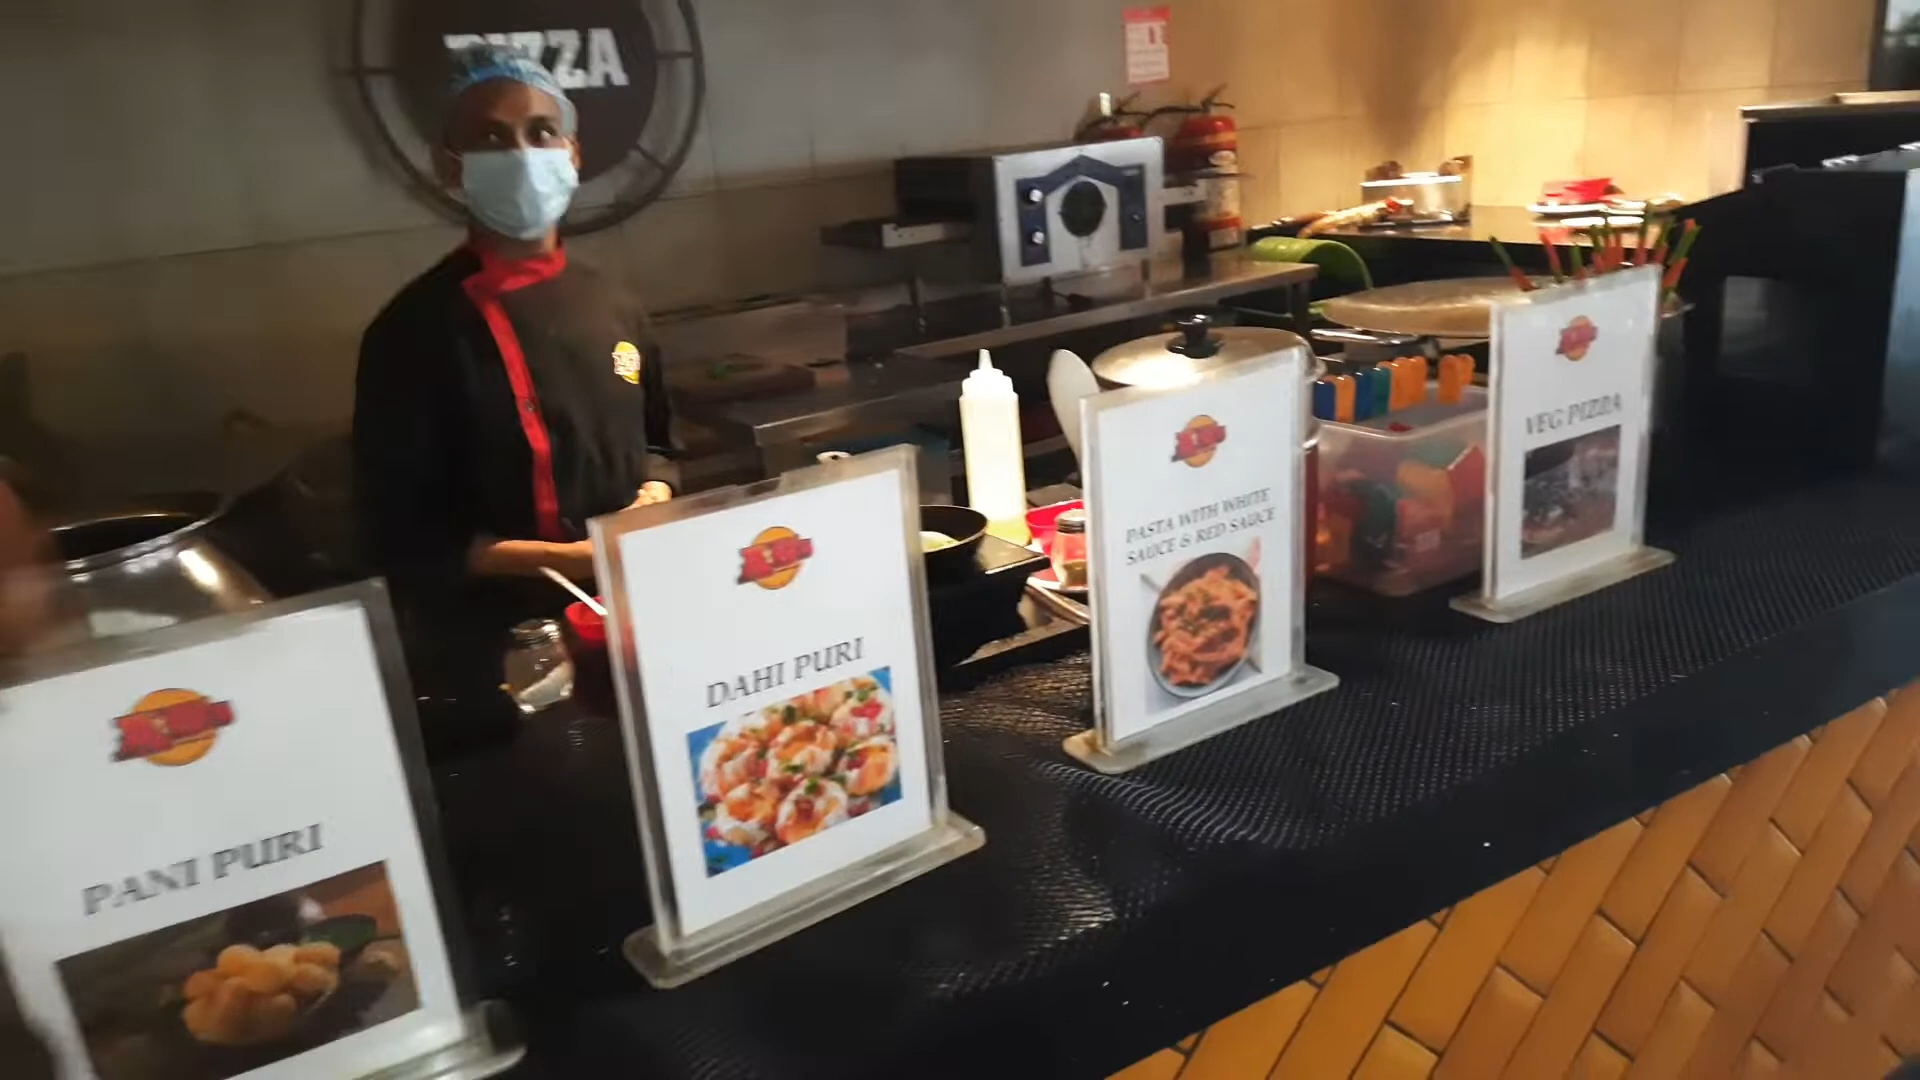 PIZZA
PANI PURI
DAHI PURI
PASTA WITH WHITE
SAUCE & RED SAUCE
VEG PIZZA